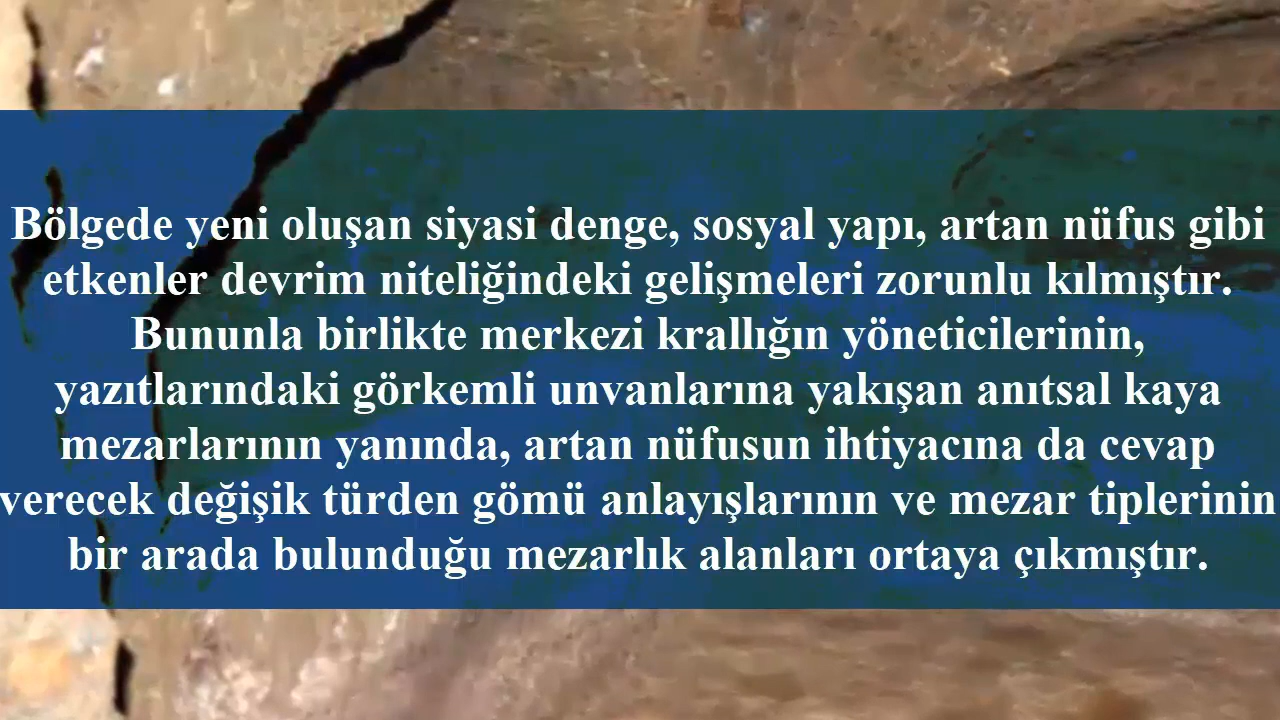 Bölgede yeni oluşan siyasi denge, sosyal yapı, artan nüfus gibi
etkenler devrim niteliğindeki gelişmeleri zorunlu kılmıştır.
Bununla birlikte merkezi krallığın yöneticilerinin,
yazıtlarındaki görkemli unvanlarına yakışan anıtsal kaya
mezarlarının yanında, artan nüfusun ihtiyacına da cevap
verecek değişik türden gömü anlayışlarının ve mezar tiplerinin
bir arada bulunduğu mezarlık alanları ortaya çıkmıştır.